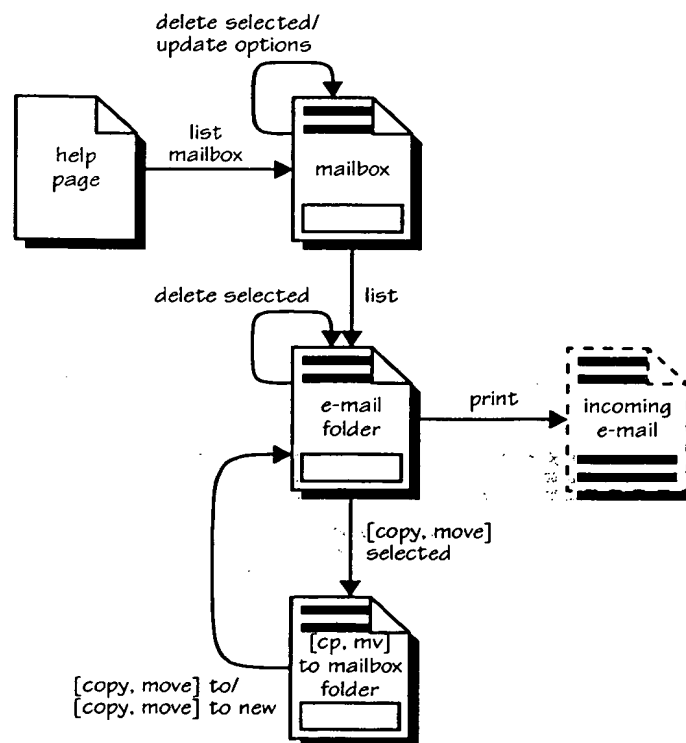 delete selected/
update options
help
page
list
mailbox
mailbox
delete selected
list
e-mail
folder
print
incoming
e-mail
[copy, move]
selected
[cp, mv]
to mailbox
folder
[copy, move] to/
[copy, move] to new